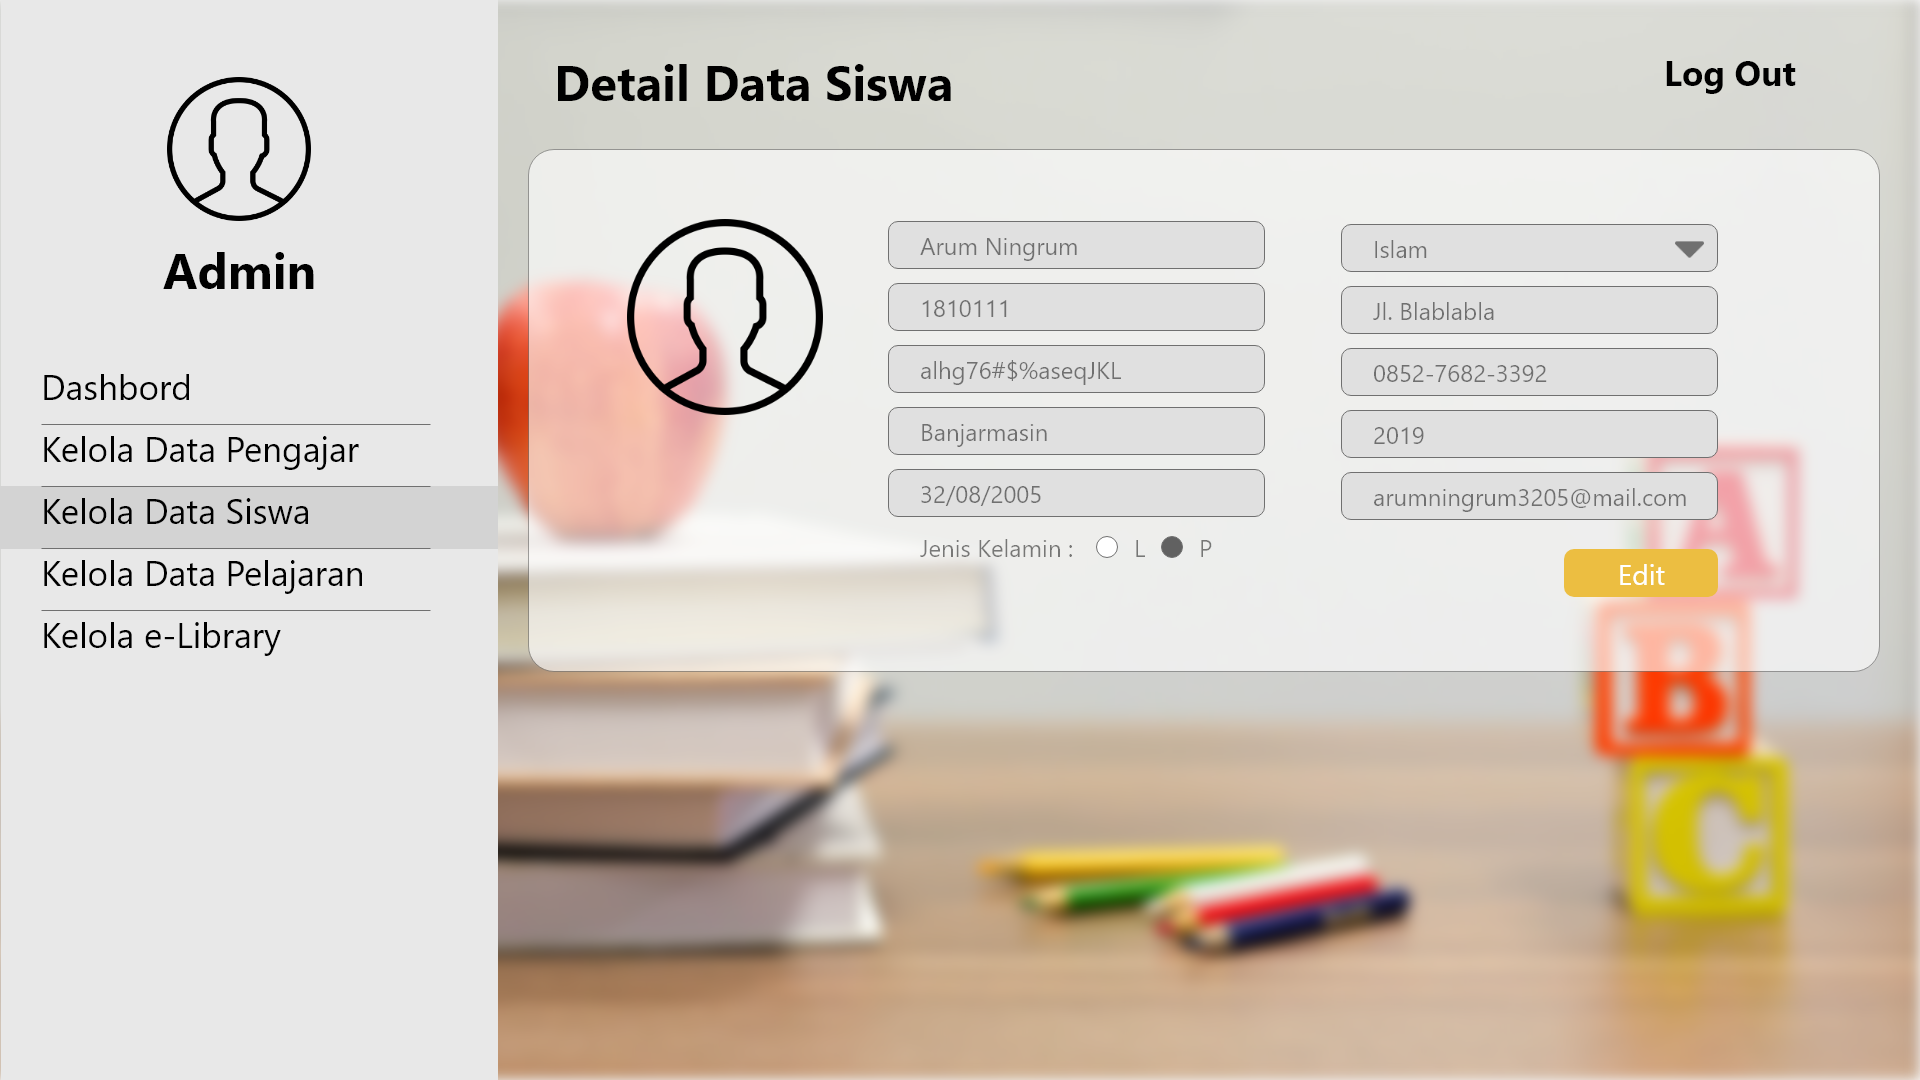 Admin
Dashbord
Kelola Data Pengajar
Kelola Data Siswa
Kelola Data Pelajaran
Kelola e-Library
Detail Data Siswa
Log Out
Arum Ningrum
1810111
alhg76#$%aseqJKL
Banjarmasin
32/08/2005
Jenis Kelamin : L P
Islam
Jl. Blablabla
0852-7682-3392
2019
arumningrum3205@mail.com
Edit
A
B
C